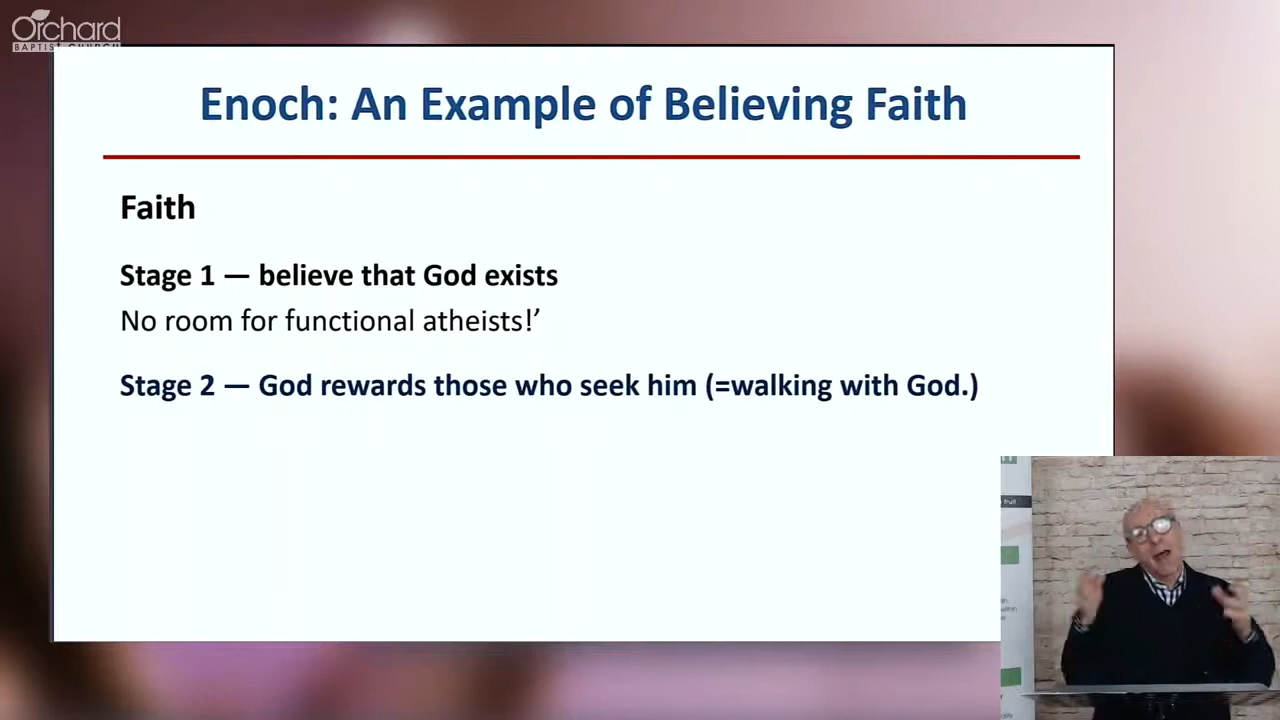 Orchard
BAPTIST CHURCH
Enoch: An Example of Believing Faith
Faith
Stage 1 — believe that God exists
No room for functional atheists!’
Stage 2 — God rewards those who seek him (=walking with God.)
fruit